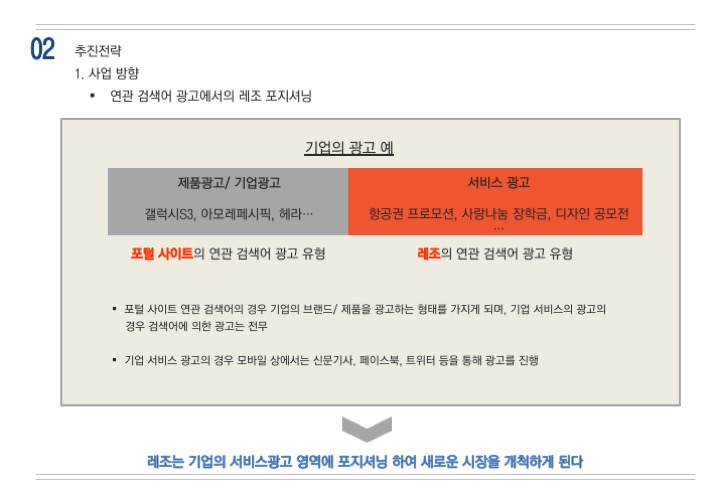 02
추진전략
1. 사업 방향
▪ 연관 검색어 광고에서의 레조 포지셔닝
기업의 광고 예
제품광고/ 기업광고
갤럭시S3, 아모레페시픽, 헤라…
서비스 광고
항공권 프로모션, 사랑나눔 장학금, 디자인 공모전
…
포털 사이트의 연관 검색어 광고 유형
레조의 연관 검색어 광고 유형
▪ 포털 사이트 연관 검색어의 경우 기업의 브랜드/ 제품을 광고하는 형태를 가지게 되며, 기업 서비스의 광고의
경우 검색어에 의한 광고는 전무
▪ 기업 서비스 광고의 경우 모바일 상에서는 신문기사, 페이스북, 트위터 등을 통해 광고를 진행
레조는 기업의 서비스광고 영역에 포지셔닝 하여 새로운 시장을 개척하게 된다